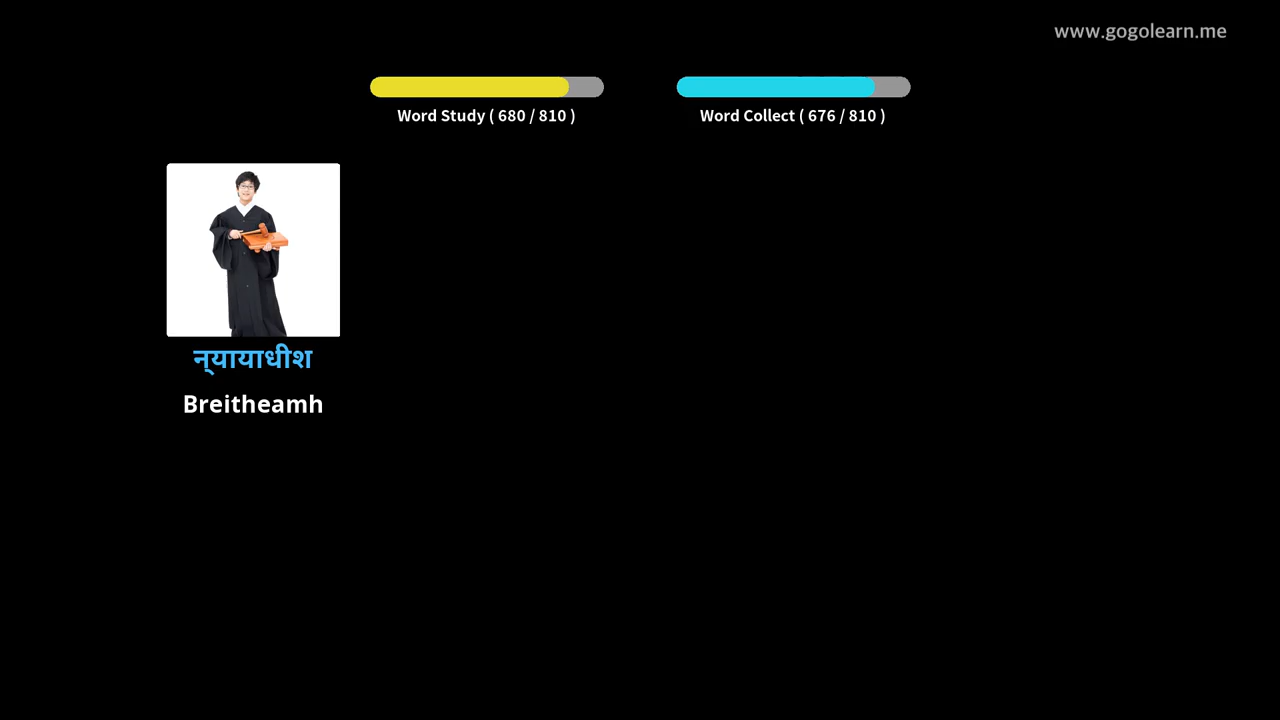 www.gogolearn.me
Word Study ( 680 / 810 )
Word Collect ( 676 / 810 )
न्यायाधीश
Breitheamh